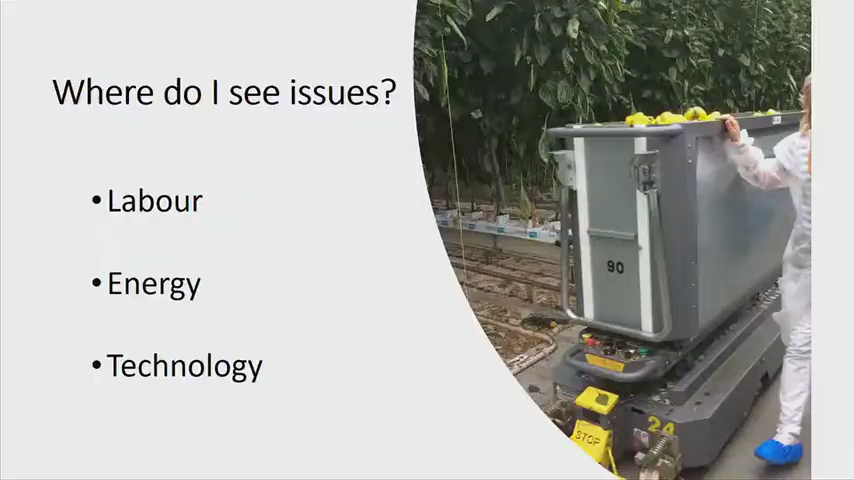 Where do I see issues?
•Labour
•Energy
•Technology
90
24
STOP